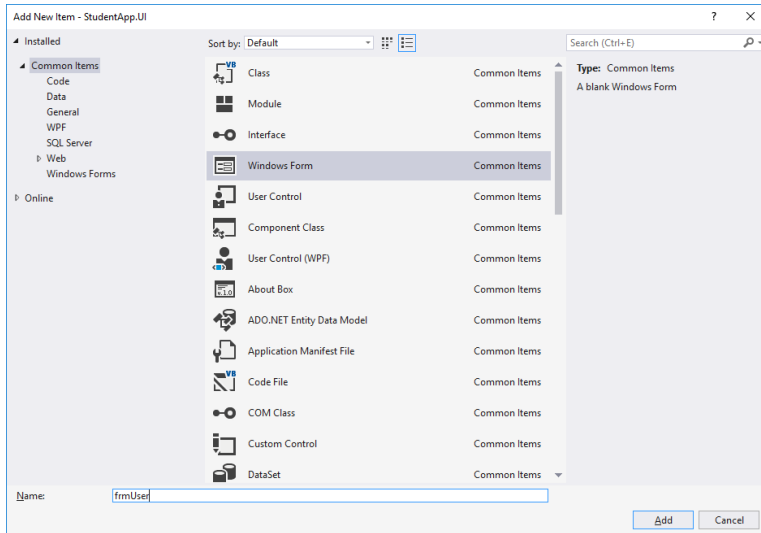 Add New Item - StudentApp.UI ? X
Installed
Sort by: Default
Search (Ctrl+E)
Common Items
Code
Data
General
WPF
SQL Server
Web
Windows Forms
Online
VB Class Common Items
Module Common Items
Interface Common Items
Windows Form Common Items
User Control Common Items
Component Class Common Items
User Control (WPF) Common Items
v.1.0 About Box Common Items
ADO.NET Entity Data Model Common Items
Application Manifest File Common Items
VB Code File Common Items
COM Class Common Items
Custom Control Common Items
DataSet Common Items
Type: Common Items
A blank Windows Form
Name: frmUser
Add Cancel